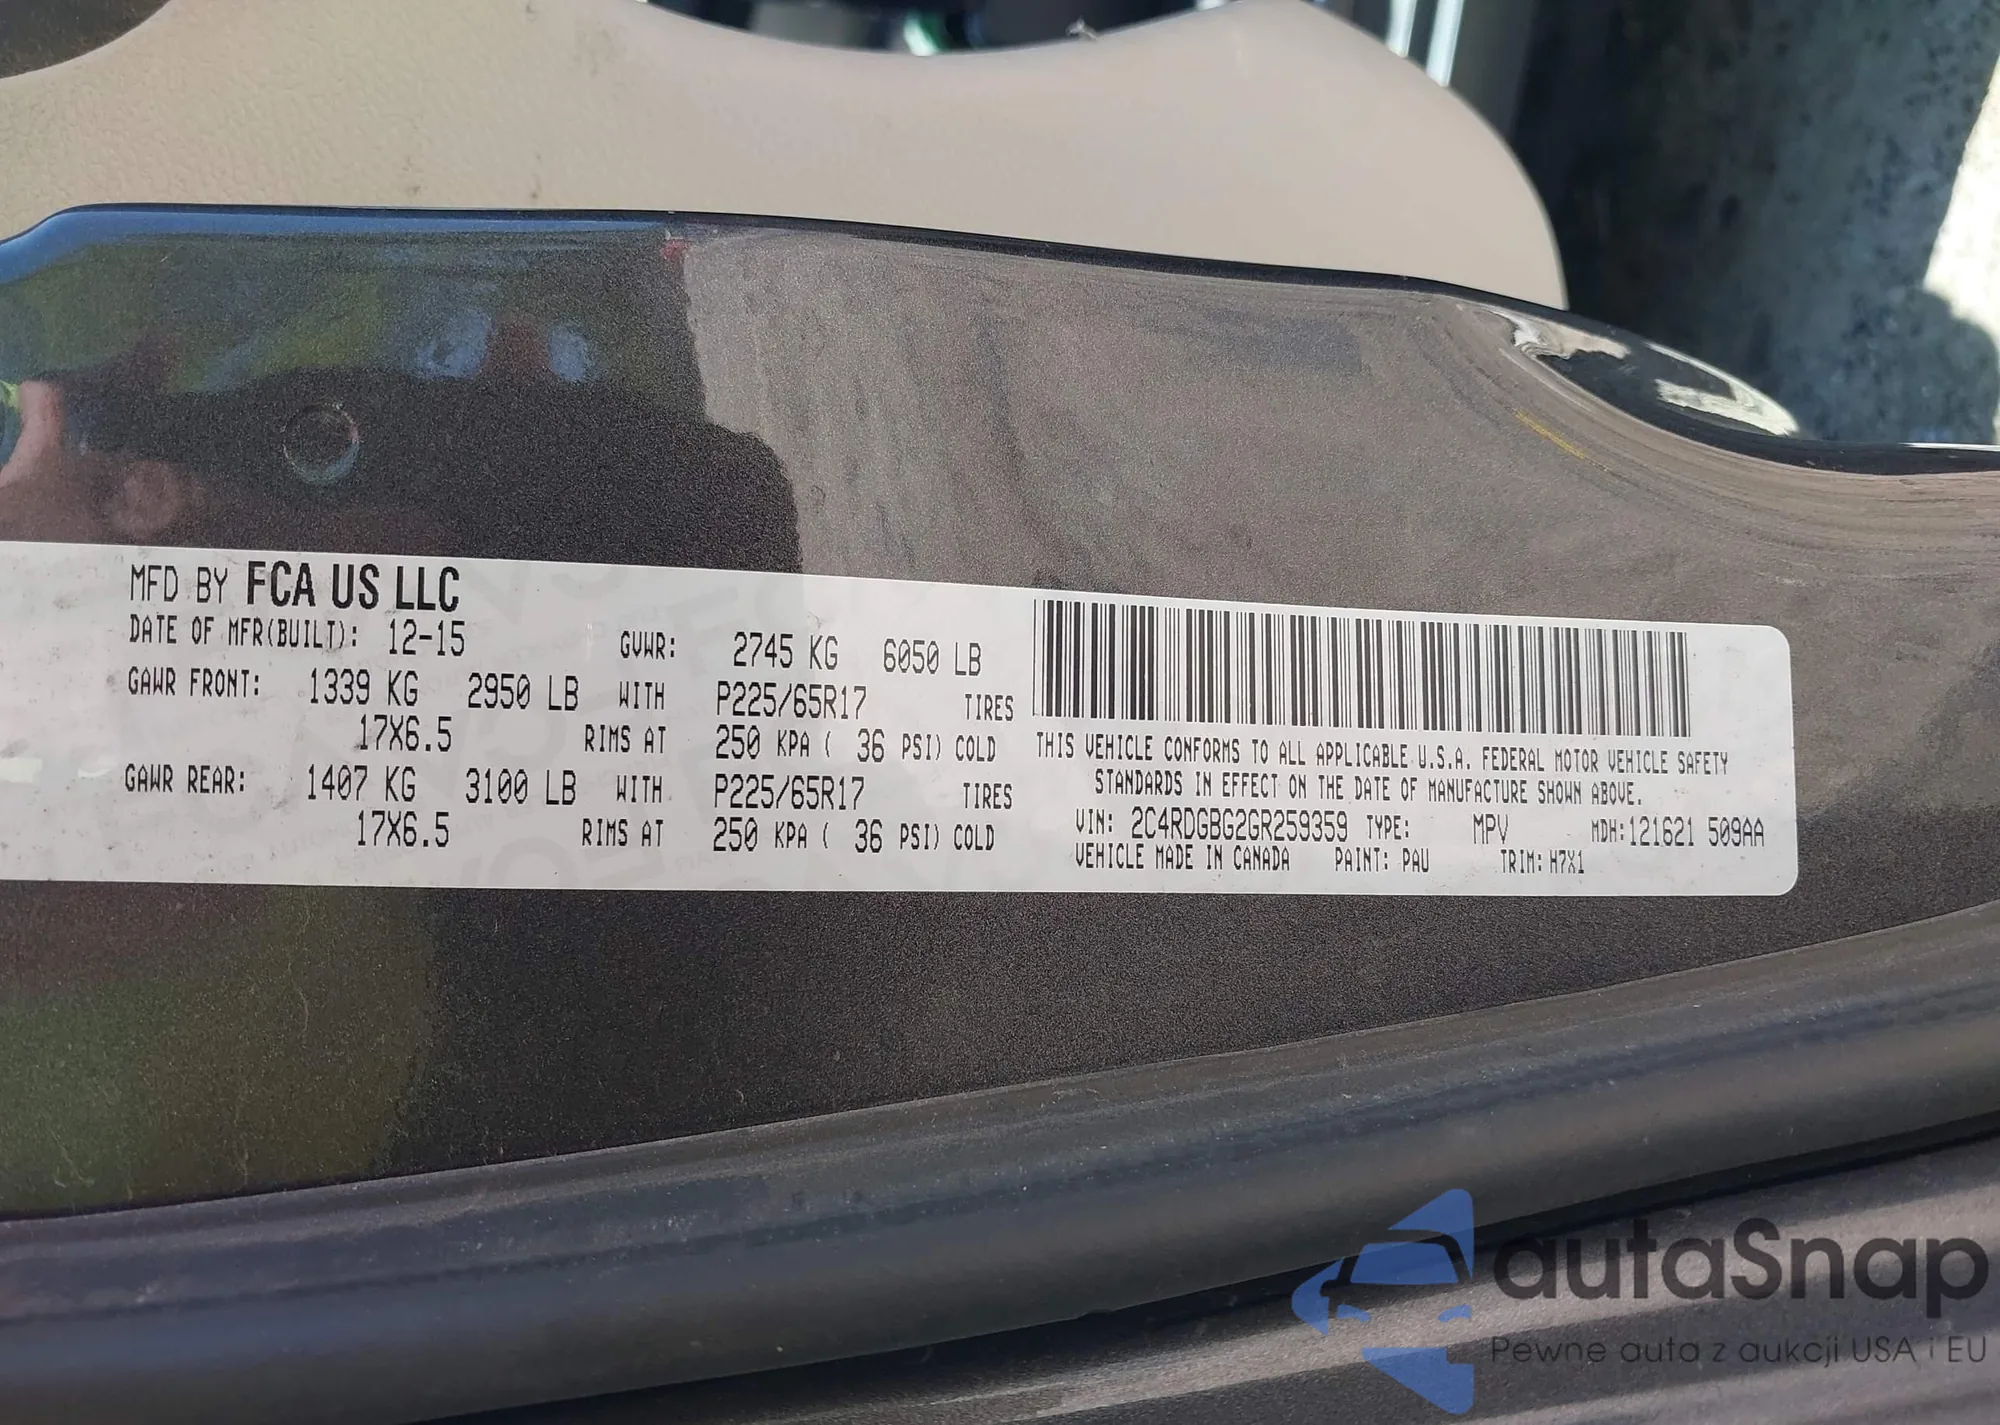 MFD BY FCA US LLC
DATE OF MFR(BUILT): 12-15 GVWR: 2745 KG 6050 LB
GAWR FRONT: 1339 KG 2950 LB WITH P225/65R17 TIRES
17X6.5 RIMS AT 250 KPA ( 36 PSI) COLD
GAWR REAR: 1407 KG 3100 LB WITH P225/65R17 TIRES
17X6.5 RIMS AT 250 KPA ( 36 PSI) COLD
THIS VEHICLE CONFORMS TO ALL APPLICABLE U.S.A. FEDERAL MOTOR VEHICLE SAFETY
STANDARDS IN EFFECT ON THE DATE OF MANUFACTURE SHOWN ABOVE.
VIN: 2C4RDGBG2GR259359 TYPE: MPV MDH:121621 509AA
VEHICLE MADE IN CANADA PAINT: PAU TRIM: H7X1
autaSnap
Pewne auta z aukcji USA i EU